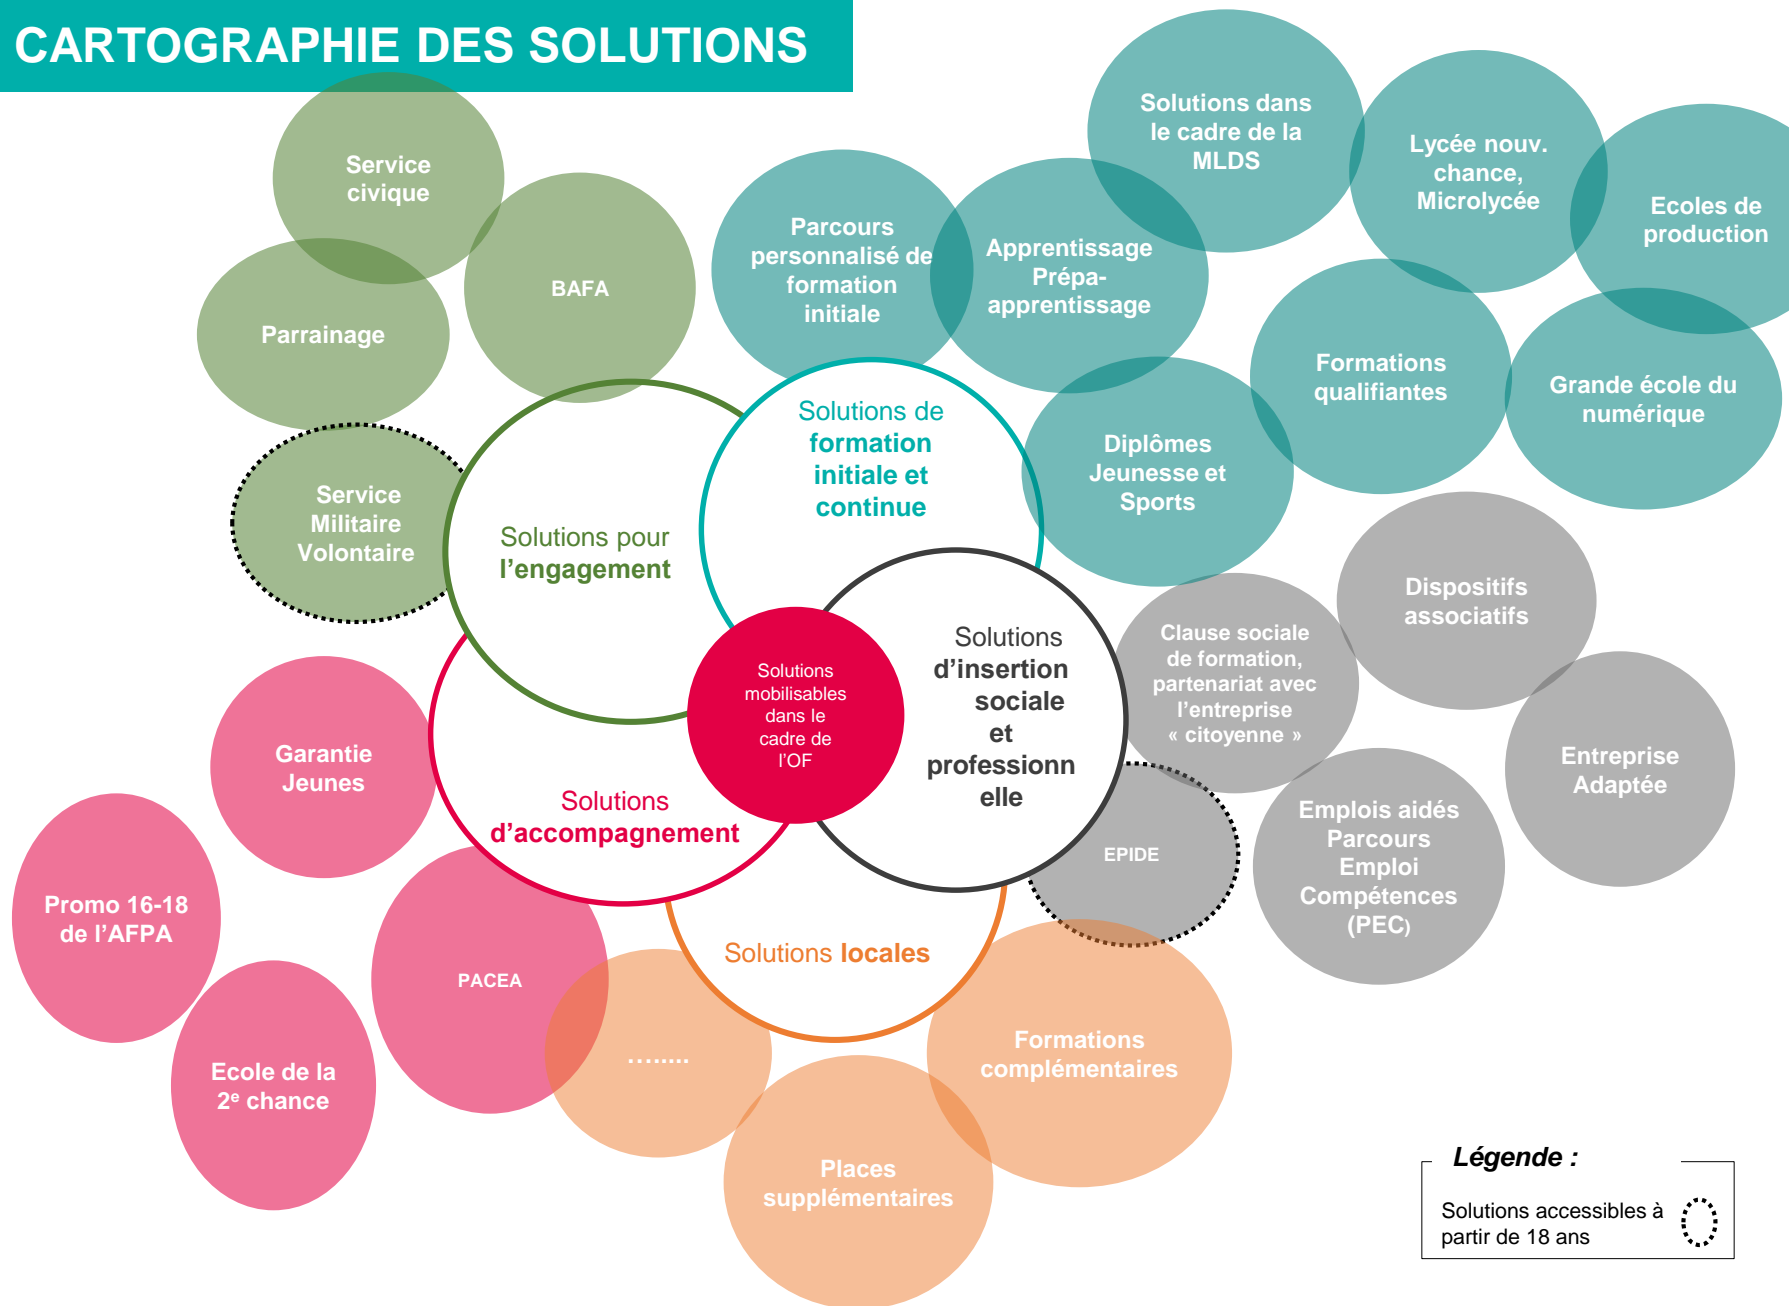 CARTOGRAPHIE DES SOLUTIONS
Service
civique
BAFA
Parrainage
Service
Militaire
Volontaire
Solutions pour
l’engagement
Parcours
personnalisé de
formation
initiale
Apprentissage
Prépa-
apprentissage
Solutions dans
le cadre de la
MLDS
Lycée nouv.
chance,
Microlycée
Ecoles de
production
Formations
qualifiantes
Grande école du
numérique
Diplômes
Jeunesse et
Sports
Solutions de
formation
initiale et
continue
Solutions
d’insertion
sociale
et
professionn
elle
Dispositifs
associatifs
Clause sociale
de formation,
partenariat avec
l’entreprise
« citoyenne »
Entreprise
Adaptée
Emplois aidés
Parcours
Emploi
Compétences
(PEC)
EPIDE
Solutions
mobilisables
dans le
cadre de
l’OF
Garantie
Jeunes
Solutions
d’accompagnement
Promo 16-18
de l’AFPA
PACEA
Ecole de la
2e chance
Solutions locales
….....
Formations
complémentaires
Places
supplémentaires
Légende :
Solutions accessibles à
partir de 18 ans